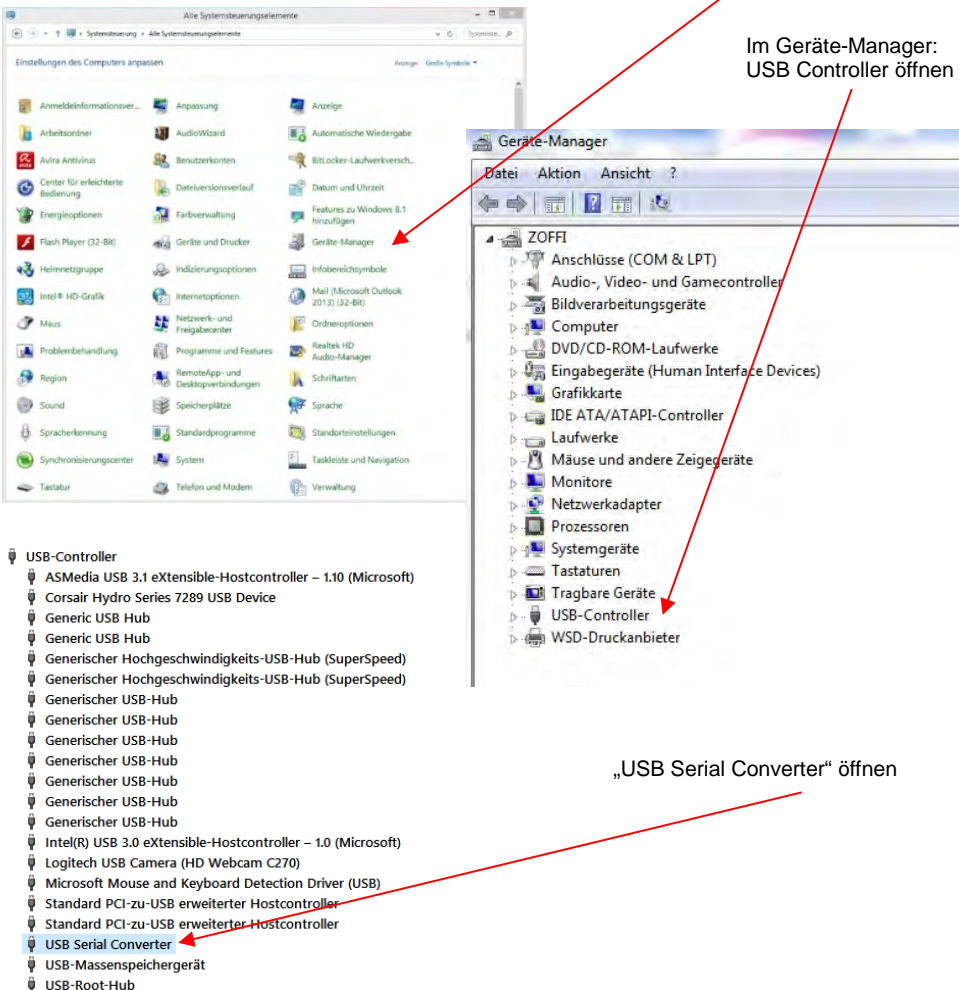 Alle Systemsteuerungselemente
Systemsteuerung › Alle Systemsteuerungselemente
Einstellungen des Computers anpassen
Anzeige: Große Symbole
Anmeldeinformationsver... Anpassung Anzeige
Arbeitsordner AudioWizard Automatische Wiedergabe
Avira Antivirus Benutzerkonten BitLocker-Laufwerkversch...
Center für erleichterte
Bedienung
Dateiversionsverlauf Datum und Uhrzeit
Energieoptionen Farbverwaltung
Features zu Windows 8.1
hinzufügen
Flash Player (32-Bit) Geräte und Drucker Geräte-Manager
Heimnetzgruppe Indizierungsoptionen Infobereichsymbole
Intel® HD-Grafik Internetoptionen
Mail (Microsoft Outlook
2013) (32-Bit)
Maus
Netzwerk- und
Freigabecenter
Ordneroptionen
Problembehandlung Programme und Features
Realtek HD
Audio-Manager
Region
RemoteApp- und
Desktopverbindungen
Schriftarten
Sound Speicherplätze Sprache
Spracherkennung Standardprogramme Standorteinstellungen
Synchronisierungscenter System Taskleiste und Navigation
Tastatur Telefon und Modem Verwaltung
Im Geräte-Manager:
USB Controller öffnen
Geräte-Manager
Datei Aktion Ansicht ?
ZOFFI
Anschlüsse (COM & LPT)
Audio-, Video- und Gamecontroller
Bildverarbeitungsgeräte
Computer
DVD/CD-ROM-Laufwerke
Eingabegeräte (Human Interface Devices)
Grafikkarte
IDE ATA/ATAPI-Controller
Laufwerke
Mäuse und andere Zeigegeräte
Monitore
Netzwerkadapter
Prozessoren
Systemgeräte
Tastaturen
Tragbare Geräte
USB-Controller
WSD-Druckanbieter
USB-Controller
ASMedia USB 3.1 eXtensible-Hostcontroller – 1.10 (Microsoft)
Corsair Hydro Series 7289 USB Device
Generic USB Hub
Generic USB Hub
Generischer Hochgeschwindigkeits-USB-Hub (SuperSpeed)
Generischer Hochgeschwindigkeits-USB-Hub (SuperSpeed)
Generischer USB-Hub
Generischer USB-Hub
Generischer USB-Hub
Generischer USB-Hub
Generischer USB-Hub
Generischer USB-Hub
Generischer USB-Hub
Intel(R) USB 3.0 eXtensible-Hostcontroller – 1.0 (Microsoft)
Logitech USB Camera (HD Webcam C270)
Microsoft Mouse and Keyboard Detection Driver (USB)
Standard PCI-zu-USB erweiterter Hostcontroller
Standard PCI-zu-USB erweiterter Hostcontroller
USB Serial Converter
USB-Massenspeichergerät
USB-Root-Hub
„USB Serial Converter“ öffnen